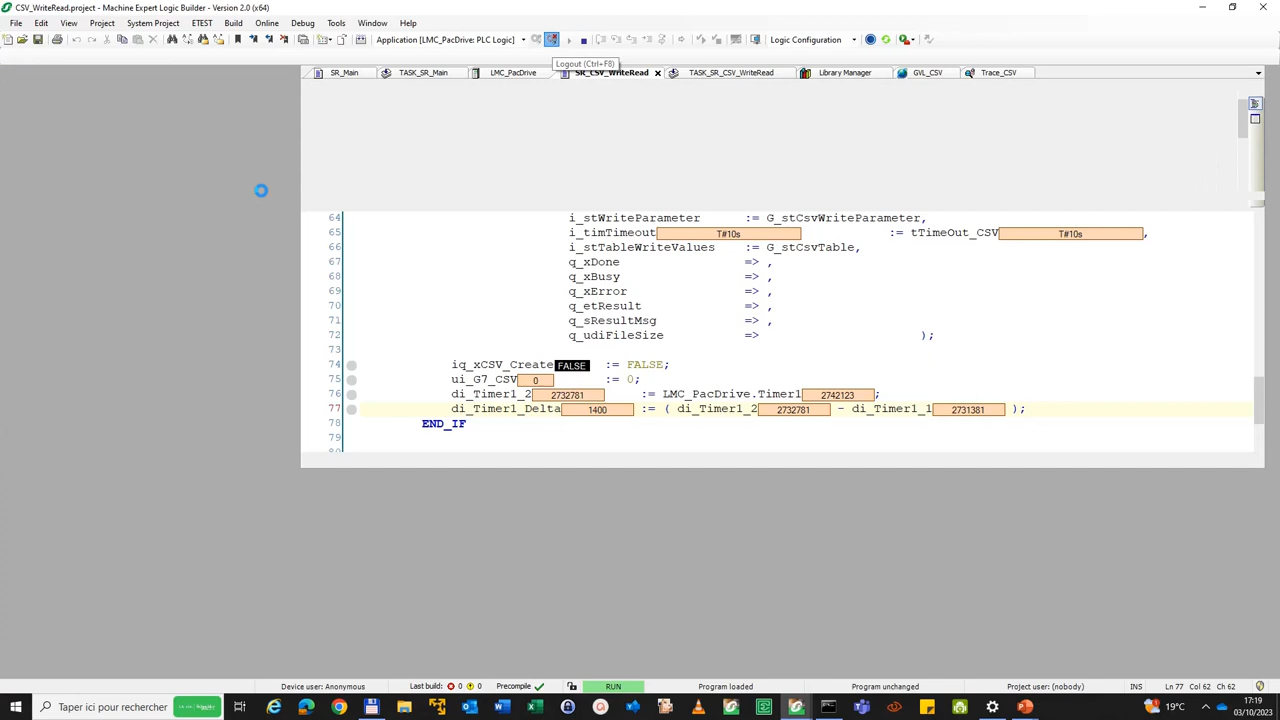 CSV_WriteRead.project - Machine Expert Logic Builder - Version 2.0 (x64)
File Edit View Project System Project ETEST Build Online Debug Tools Window Help
Application [LMC_PacDrive: PLC Logic] Logic Configuration
Logout (Ctrl+F8)
SR_Main TASK_SR_Main LMC_PacDrive SR_CSV_WriteRead TASK_SR_CSV_WriteRead Library Manager GVL_CSV Trace_CSV
64 i_stWriteParameter := G_stCsvWriteParameter,
65 i_timTimeout T#10s := tTimeOut_CSV T#10s ,
66 i_stTableWriteValues := G_stCsvTable,
67 q_xDone => ,
68 q_xBusy => ,
69 q_xError => ,
70 q_etResult => ,
71 q_sResultMsg => ,
72 q_udiFileSize => );
73
74 iq_xCSV_Create FALSE := FALSE;
75 ui_G7_CSV 0 := 0;
76 di_Timer1_2 2732781 := LMC_PacDrive.Timer1 2742123 ;
77 di_Timer1_Delta 1400 := ( di_Timer1_2 2732781 - di_Timer1_1 2731381 );
78 END_IF
79
80
Device user: Anonymous Last build: 0 0 Precompile RUN Program loaded Program unchanged Project user: (nobody) INS Ln 77 Col 62 Ch 62
Taper ici pour rechercher 19°C 17:19
03/10/2023